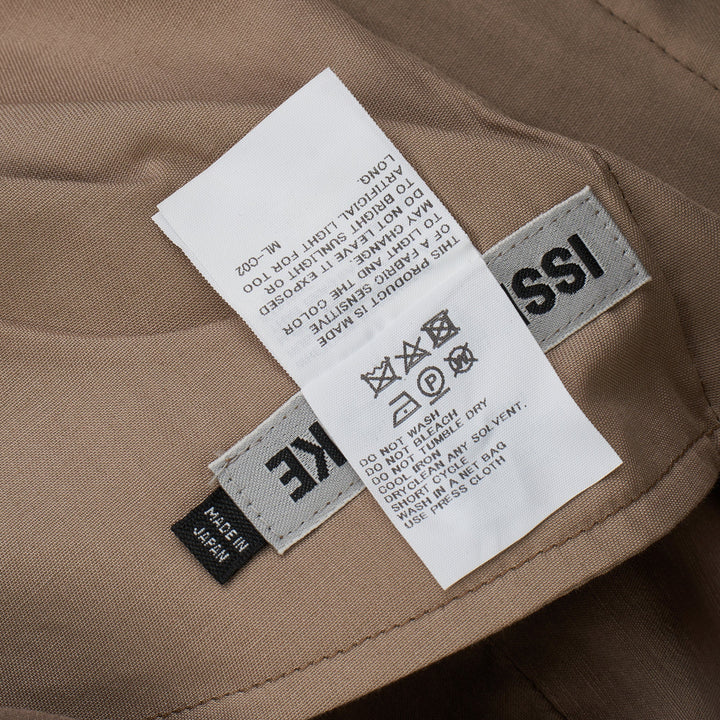 THIS PRODUCT IS MADE
OF A FABRIC SENSITIVE
TO LIGHT AND THE COLOR
MAY CHANGE.
DO NOT LEAVE IT EXPOSED
TO BRIGHT SUNLIGHT OR
ARTIFICIAL LIGHT FOR TOO
LONG.
ML-C02
DO NOT WASH
DO NOT BLEACH
DO NOT TUMBLE DRY
COOL IRON
DRYCLEAN ANY SOLVENT.
SHORT CYCLE
WASH IN A NET BAG
USE PRESS CLOTH
ISS
KE
MADE IN
JAPAN